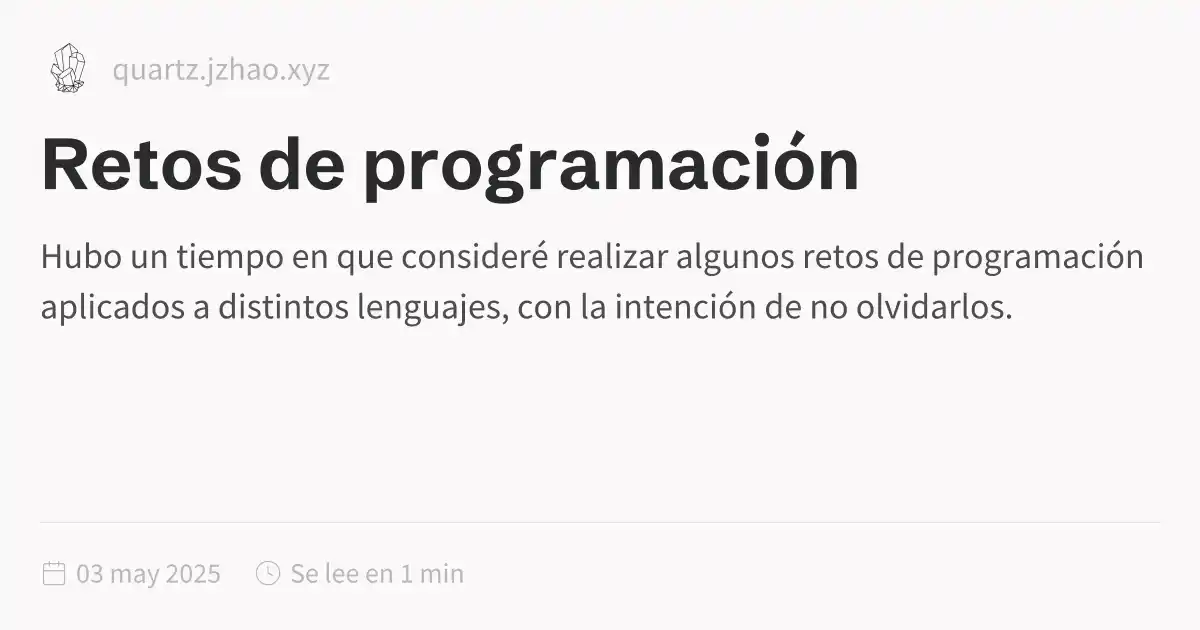 quartz.jzhao.xyz
Retos de programación
Hubo un tiempo en que consideré realizar algunos retos de programación
aplicados a distintos lenguajes, con la intención de no olvidarlos.
03 may 2025 Se lee en 1 min